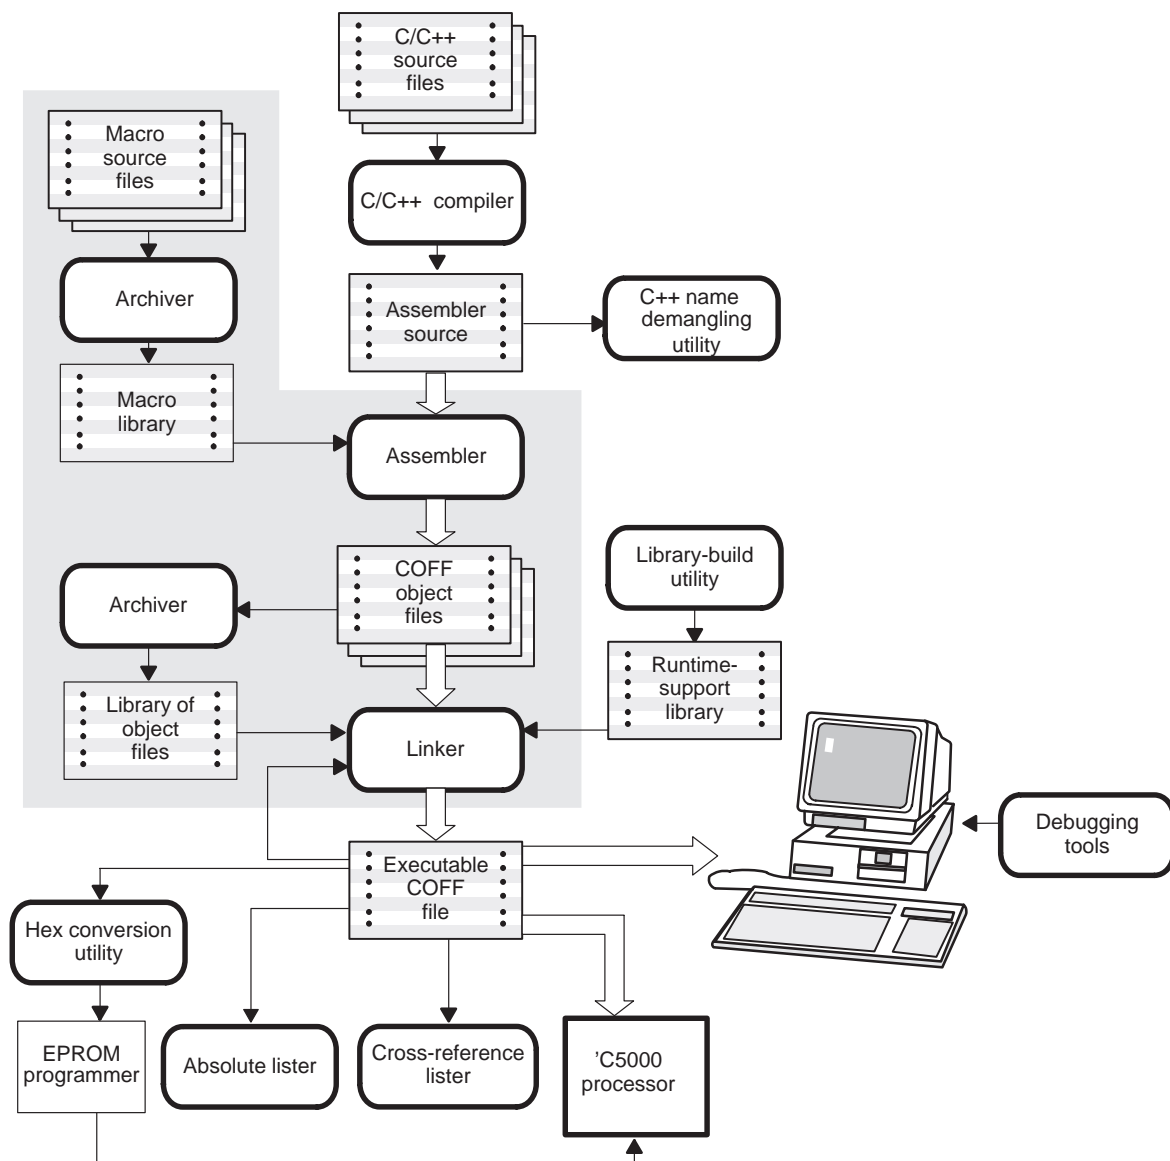 C/C++
source
files
Macro
source
files
C/C++ compiler
Archiver
Assembler
source
C++ name
demangling
utility
Macro
library
Assembler
Library-build
utility
COFF
object
files
Archiver
Runtime-
support
library
Library of
object
files
Linker
Debugging
tools
Executable
COFF
file
Hex conversion
utility
EPROM
programmer
Absolute lister
Cross-reference
lister
’C5000
processor